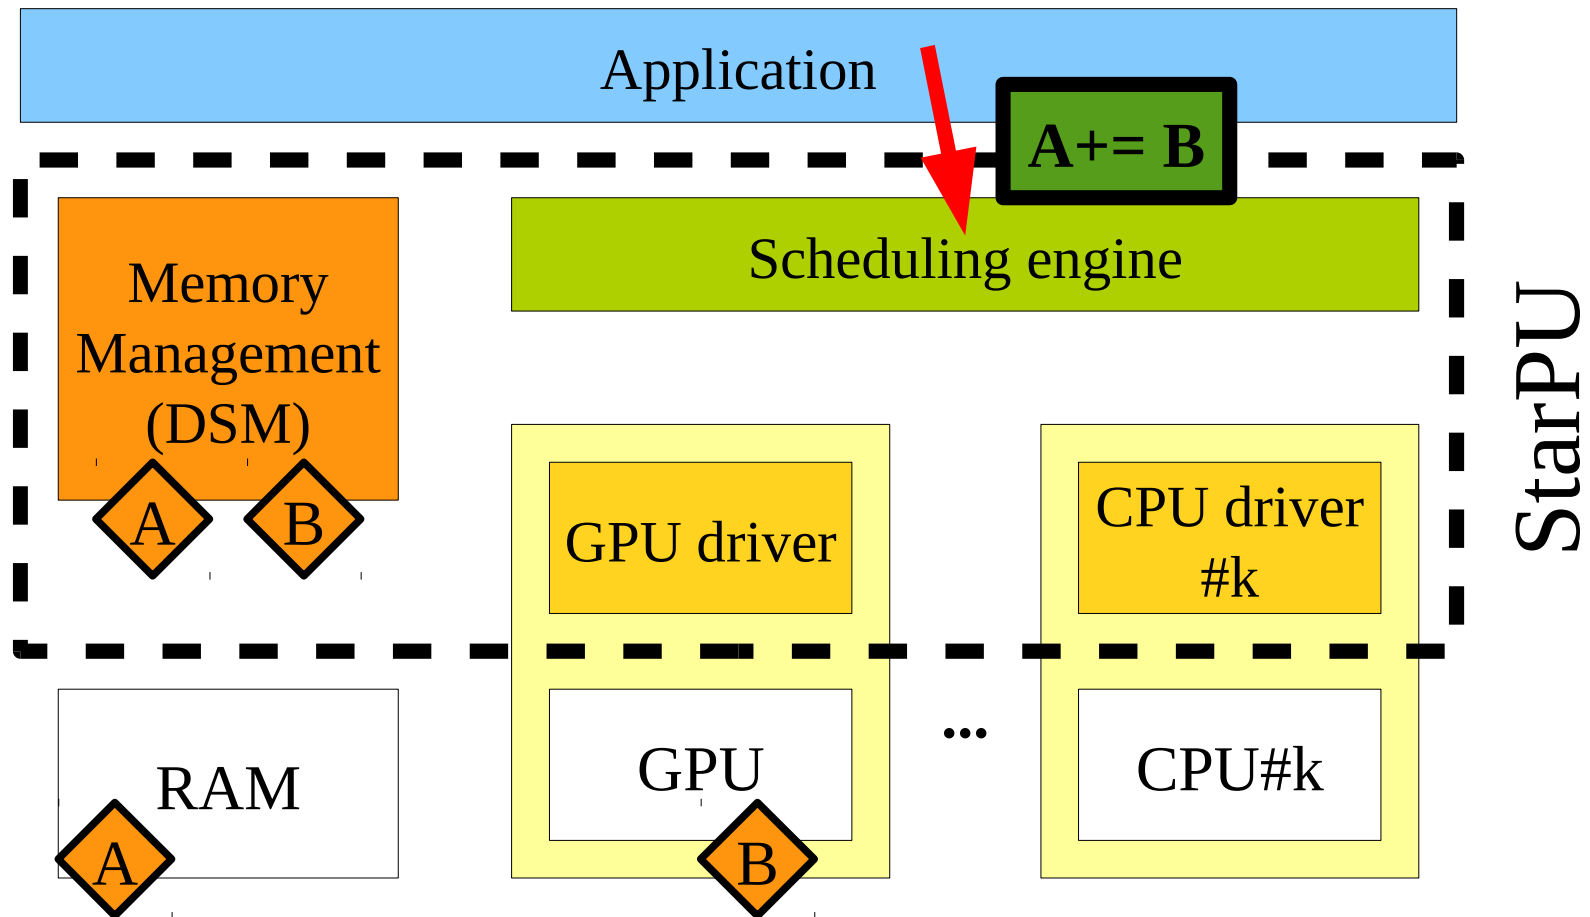 Application
A+= B
Scheduling engine
Memory
Management
(DSM)
A
B
GPU driver
CPU driver
#k
StarPU
RAM
A
GPU
B
...
CPU#k